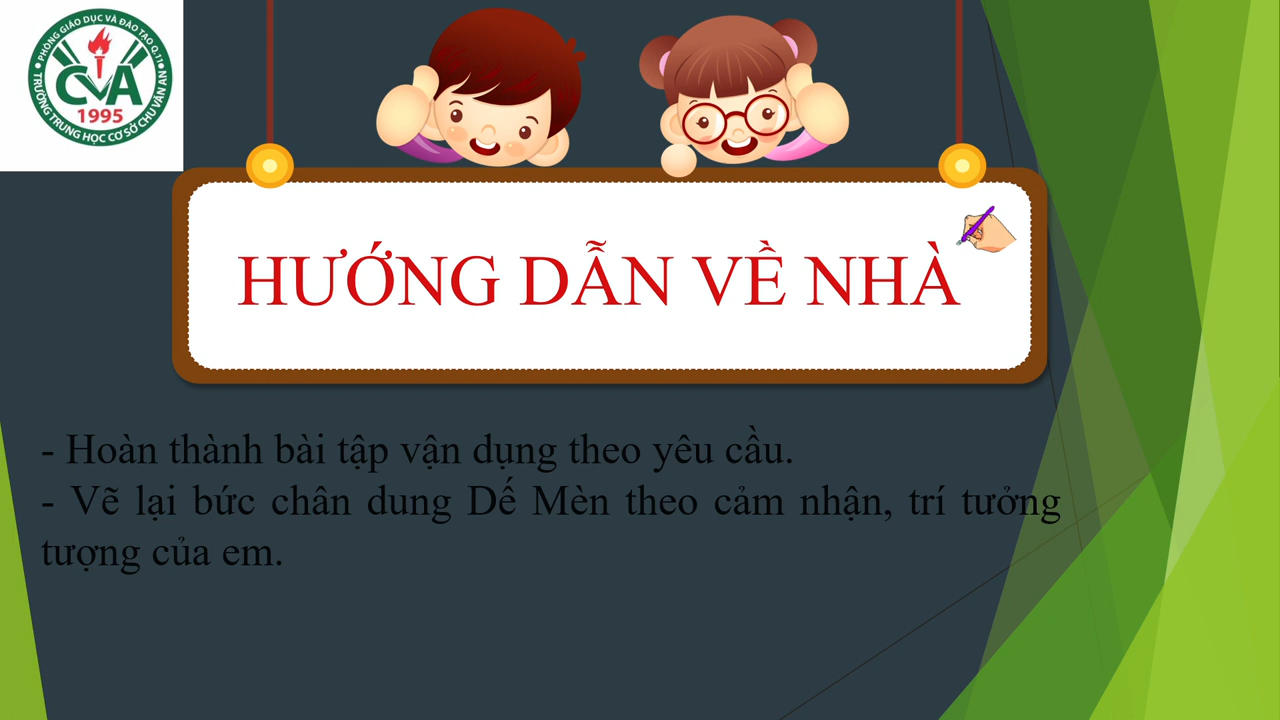 PHÒNG GIÁO DỤC VÀ ĐÀO TẠO Q.11
CVA
1995
TRƯỜNG TRUNG HỌC CƠ SỞ CHU VĂN AN
HƯỚNG DẪN VỀ NHÀ
- Hoàn thành bài tập vận dụng theo yêu cầu.
- Vẽ lại bức chân dung Dế Mèn theo cảm nhận, trí tưởng
tượng của em.